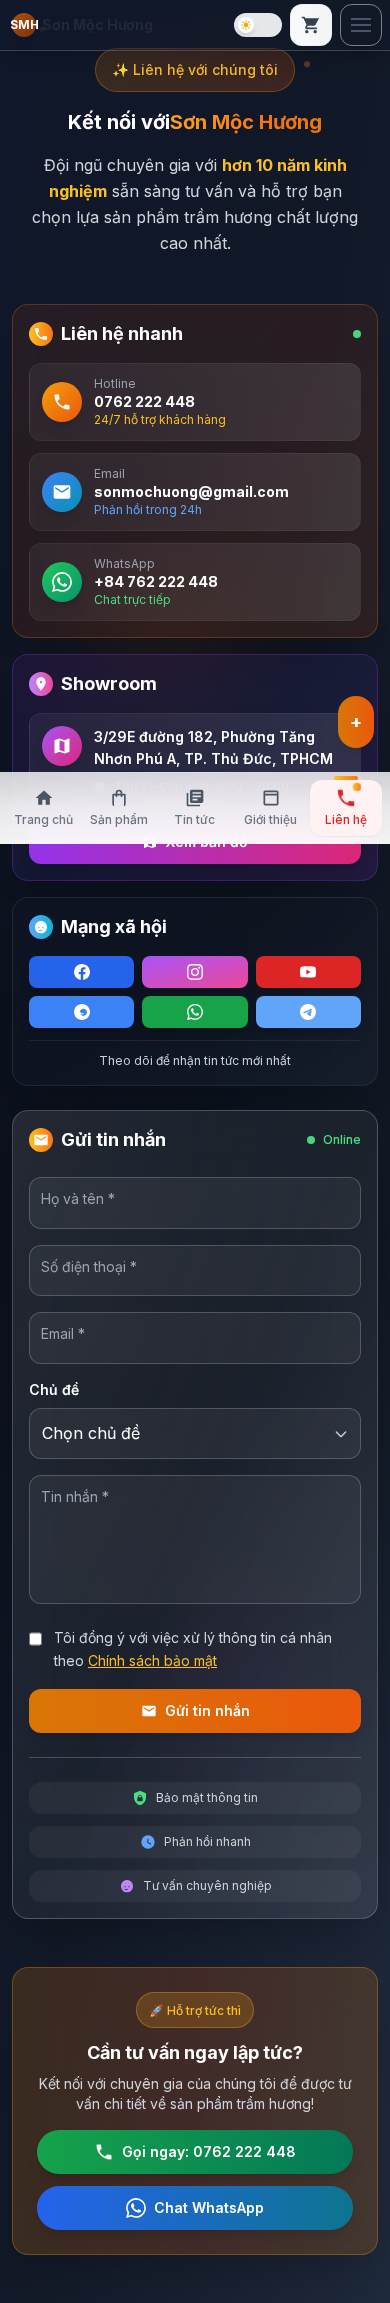 SMH Sơn Mộc Hương
✨ Liên hệ với chúng tôi
Kết nối vớiSơn Mộc Hương
Đội ngũ chuyên gia với hơn 10 năm kinh
nghiệm sẵn sàng tư vấn và hỗ trợ bạn
chọn lựa sản phẩm trầm hương chất lượng
cao nhất.
Liên hệ nhanh
Hotline
0762 222 448
24/7 hỗ trợ khách hàng
Email
sonmochuong@gmail.com
Phản hồi trong 24h
WhatsApp
+84 762 222 448
Chat trực tiếp
Showroom
3/29E đường 182, Phường Tăng
Nhơn Phú A, TP. Thủ Đức, TPHCM
+
Trang chủ
Sản phẩm
Tin tức
Giới thiệu
Liên hệ
Xem bản đồ
Mạng xã hội
Theo dõi để nhận tin tức mới nhất
Gửi tin nhắn
Online
Họ và tên *
Số điện thoại *
Email *
Chủ đề
Chọn chủ đề
Tin nhắn *
Tôi đồng ý với việc xử lý thông tin cá nhân
theo Chính sách bảo mật
Gửi tin nhắn
Bảo mật thông tin
Phản hồi nhanh
Tư vấn chuyên nghiệp
🚀 Hỗ trợ tức thì
Cần tư vấn ngay lập tức?
Kết nối với chuyên gia của chúng tôi để được tư
vấn chi tiết về sản phẩm trầm hương!
Gọi ngay: 0762 222 448
Chat WhatsApp